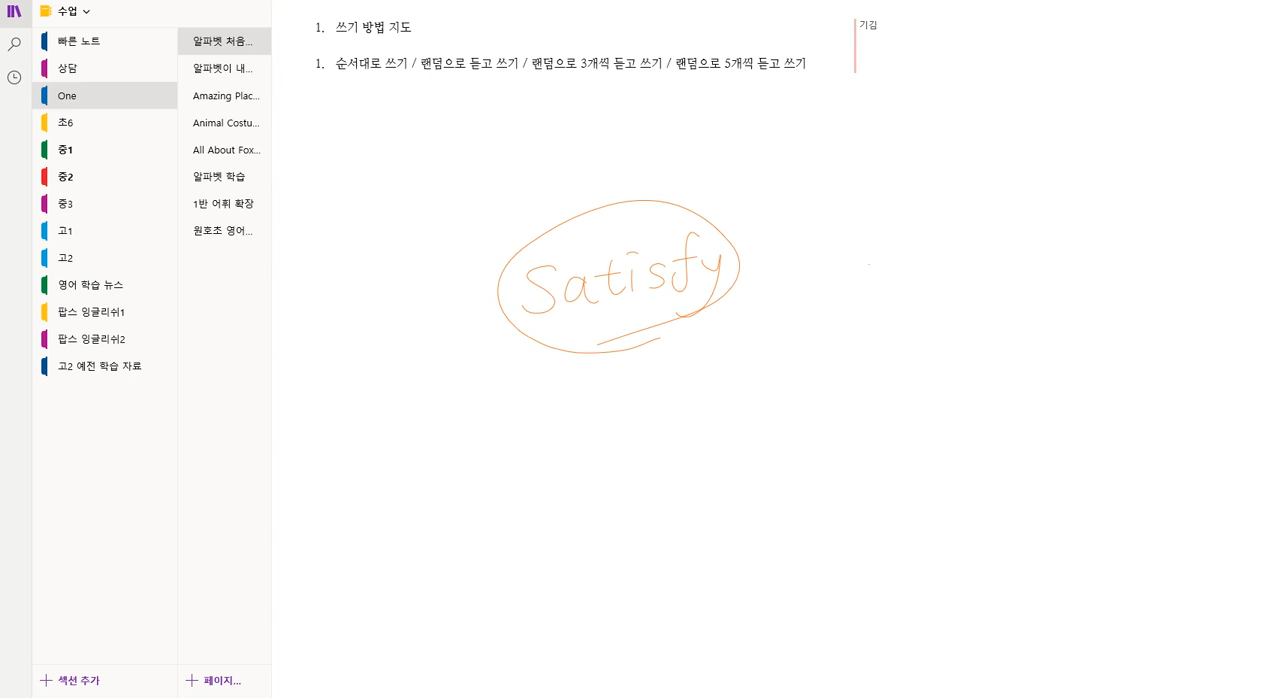 수업
빠른 노트
상담
One
초6
중1
중2
중3
고1
고2
영어 학습 뉴스
팝스 잉글리쉬1
팝스 잉글리쉬2
고2 예전 학습 자료
섹션 추가
알파벳 처음...
알파벳이 내...
Amazing Plac...
Animal Costu...
All About Fox...
알파벳 학습
1반 어휘 확장
원호초 영어...
페이지...
1. 쓰기 방법 지도
1. 순서대로 쓰기 / 랜덤으로 듣고 쓰기 / 랜덤으로 3개씩 듣고 쓰기 / 랜덤으로 5개씩 듣고 쓰기
기김
Satisfy